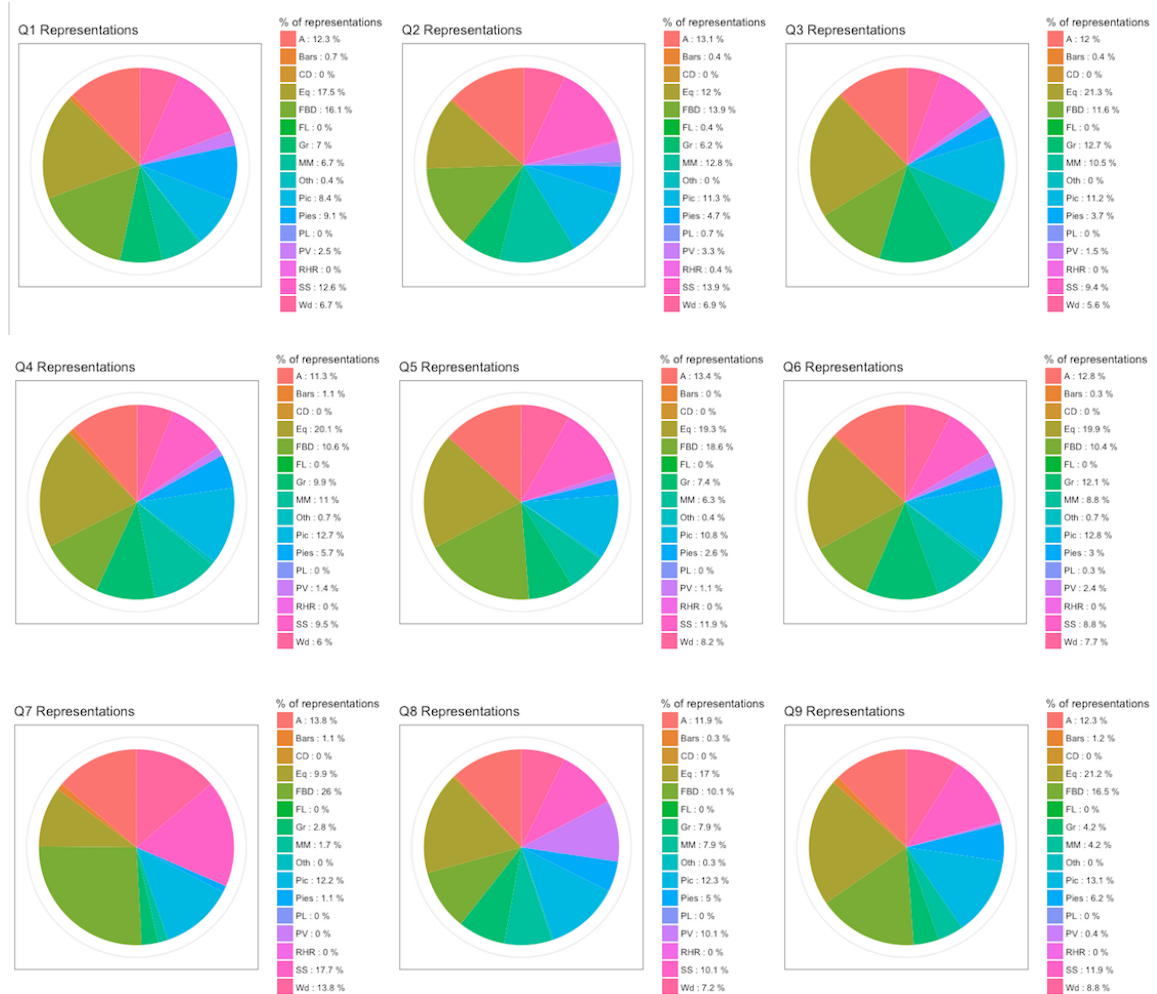 Q1 Representations
% of representations
A : 12.3 %
Bars : 0.7 %
CD : 0 %
Eq : 17.5 %
FBD : 16.1 %
FL : 0 %
Gr : 7 %
MM : 6.7 %
Oth : 0.4 %
Pic : 8.4 %
Pies : 9.1 %
PL : 0 %
PV : 2.5 %
RHR : 0 %
SS : 12.6 %
Wd : 6.7 %
Q2 Representations
% of representations
A : 13.1 %
Bars : 0.4 %
CD : 0 %
Eq : 12 %
FBD : 13.9 %
FL : 0.4 %
Gr : 6.2 %
MM : 12.8 %
Oth : 0 %
Pic : 11.3 %
Pies : 4.7 %
PL : 0.7 %
PV : 3.3 %
RHR : 0.4 %
SS : 13.9 %
Wd : 6.9 %
Q3 Representations
% of representations
A : 12 %
Bars : 0.4 %
CD : 0 %
Eq : 21.3 %
FBD : 11.6 %
FL : 0 %
Gr : 12.7 %
MM : 10.5 %
Oth : 0 %
Pic : 11.2 %
Pies : 3.7 %
PL : 0 %
PV : 1.5 %
RHR : 0 %
SS : 9.4 %
Wd : 5.6 %
Q4 Representations
% of representations
A : 11.3 %
Bars : 1.1 %
CD : 0 %
Eq : 20.1 %
FBD : 10.6 %
FL : 0 %
Gr : 9.9 %
MM : 11 %
Oth : 0.7 %
Pic : 12.7 %
Pies : 5.7 %
PL : 0 %
PV : 1.4 %
RHR : 0 %
SS : 9.5 %
Wd : 6 %
Q5 Representations
% of representations
A : 13.4 %
Bars : 0 %
CD : 0 %
Eq : 19.3 %
FBD : 18.6 %
FL : 0 %
Gr : 7.4 %
MM : 6.3 %
Oth : 0.4 %
Pic : 10.8 %
Pies : 2.6 %
PL : 0 %
PV : 1.1 %
RHR : 0 %
SS : 11.9 %
Wd : 8.2 %
Q6 Representations
% of representations
A : 12.8 %
Bars : 0.3 %
CD : 0 %
Eq : 19.9 %
FBD : 10.4 %
FL : 0 %
Gr : 12.1 %
MM : 8.8 %
Oth : 0.7 %
Pic : 12.8 %
Pies : 3 %
PL : 0.3 %
PV : 2.4 %
RHR : 0 %
SS : 8.8 %
Wd : 7.7 %
Q7 Representations
% of representations
A : 13.8 %
Bars : 1.1 %
CD : 0 %
Eq : 9.9 %
FBD : 26 %
FL : 0 %
Gr : 2.8 %
MM : 1.7 %
Oth : 0 %
Pic : 12.2 %
Pies : 1.1 %
PL : 0 %
PV : 0 %
RHR : 0 %
SS : 17.7 %
Wd : 13.8 %
Q8 Representations
% of representations
A : 11.9 %
Bars : 0.3 %
CD : 0 %
Eq : 17 %
FBD : 10.1 %
FL : 0 %
Gr : 7.9 %
MM : 7.9 %
Oth : 0.3 %
Pic : 12.3 %
Pies : 5 %
PL : 0 %
PV : 10.1 %
RHR : 0 %
SS : 10.1 %
Wd : 7.2 %
Q9 Representations
% of representations
A : 12.3 %
Bars : 1.2 %
CD : 0 %
Eq : 21.2 %
FBD : 16.5 %
FL : 0 %
Gr : 4.2 %
MM : 4.2 %
Oth : 0 %
Pic : 13.1 %
Pies : 6.2 %
PL : 0 %
PV : 0.4 %
RHR : 0 %
SS : 11.9 %
Wd : 8.8 %